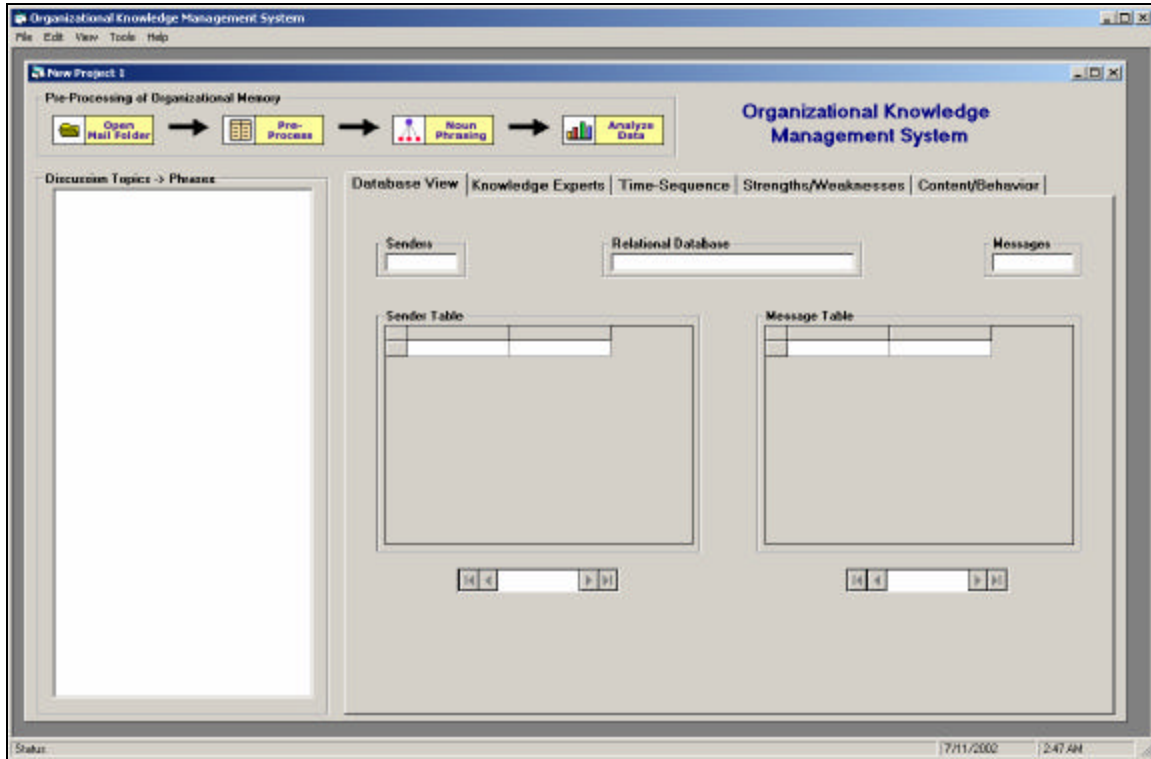 Organizational Knowledge Management System
File Edit View Tools Help
New Project 1
Pre-Processing of Organizational Memory
Open
Mail Folder
Pre-
Process
Noun
Phrasing
Analyze
Data
Organizational Knowledge
Management System
Discussion Topics -> Phrases
Database View Knowledge Experts Time-Sequence Strengths/Weaknesses Content/Behavior
Senders Relational Database Messages
Sender Table Message Table
Status 7/11/2002 2:47 AM